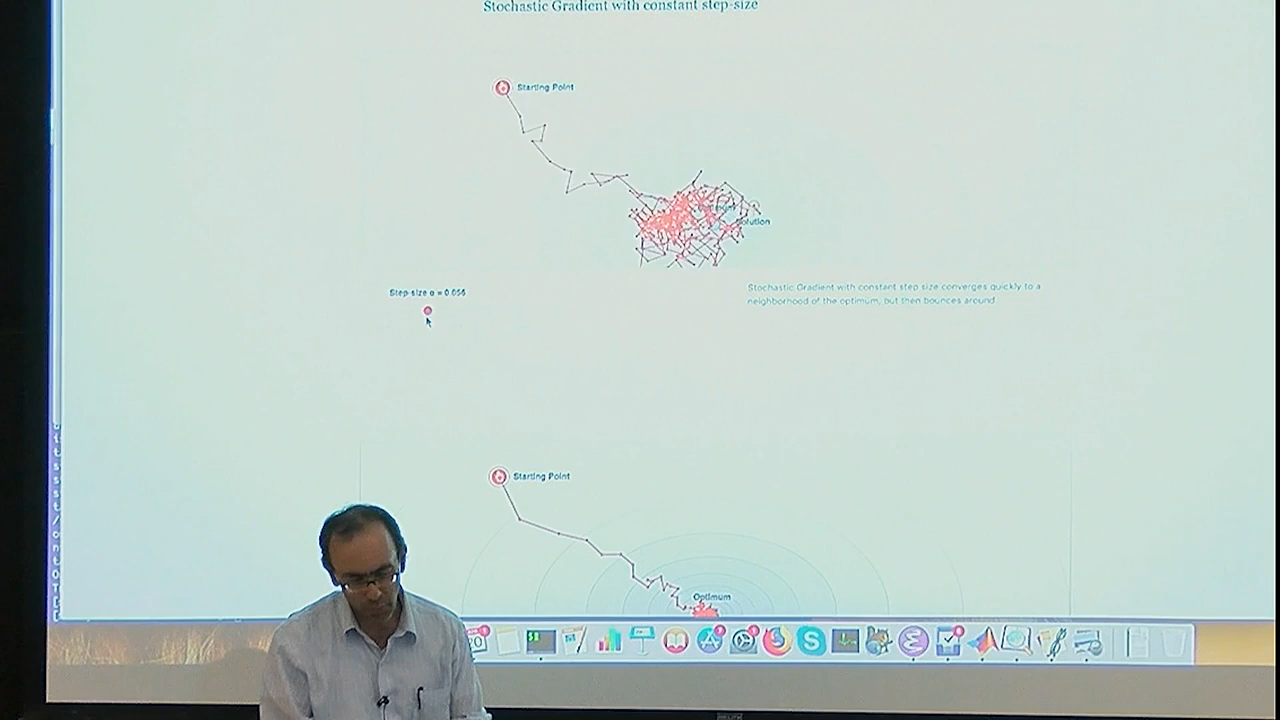 Stochastic Gradient with constant step-size
Starting Point
Step-size α = 0.056
Stochastic Gradient with constant step size converges quickly to a
neighborhood of the optimum, but then bounces around.
Starting Point
Optimum